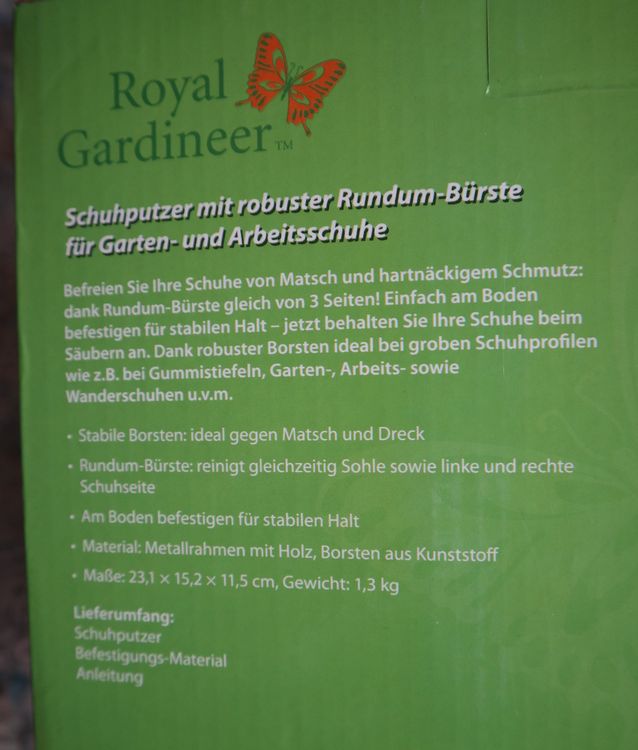 Royal
Gardineer™
Schuhputzer mit robuster Rundum-Bürste
für Garten- und Arbeitsschuhe
Befreien Sie Ihre Schuhe von Matsch und hartnäckigem Schmutz:
dank Rundum-Bürste gleich von 3 Seiten! Einfach am Boden
befestigen für stabilen Halt – jetzt behalten Sie Ihre Schuhe beim
Säubern an. Dank robuster Borsten ideal bei groben Schuhprofilen
wie z.B. bei Gummistiefeln, Garten-, Arbeits- sowie
Wanderschuhen u.v.m.
• Stabile Borsten: ideal gegen Matsch und Dreck
• Rundum-Bürste: reinigt gleichzeitig Sohle sowie linke und rechte
Schuhseite
• Am Boden befestigen für stabilen Halt
• Material: Metallrahmen mit Holz, Borsten aus Kunststoff
• Maße: 23,1 × 15,2 × 11,5 cm, Gewicht: 1,3 kg
Lieferumfang:
Schuhputzer
Befestigungs-Material
Anleitung